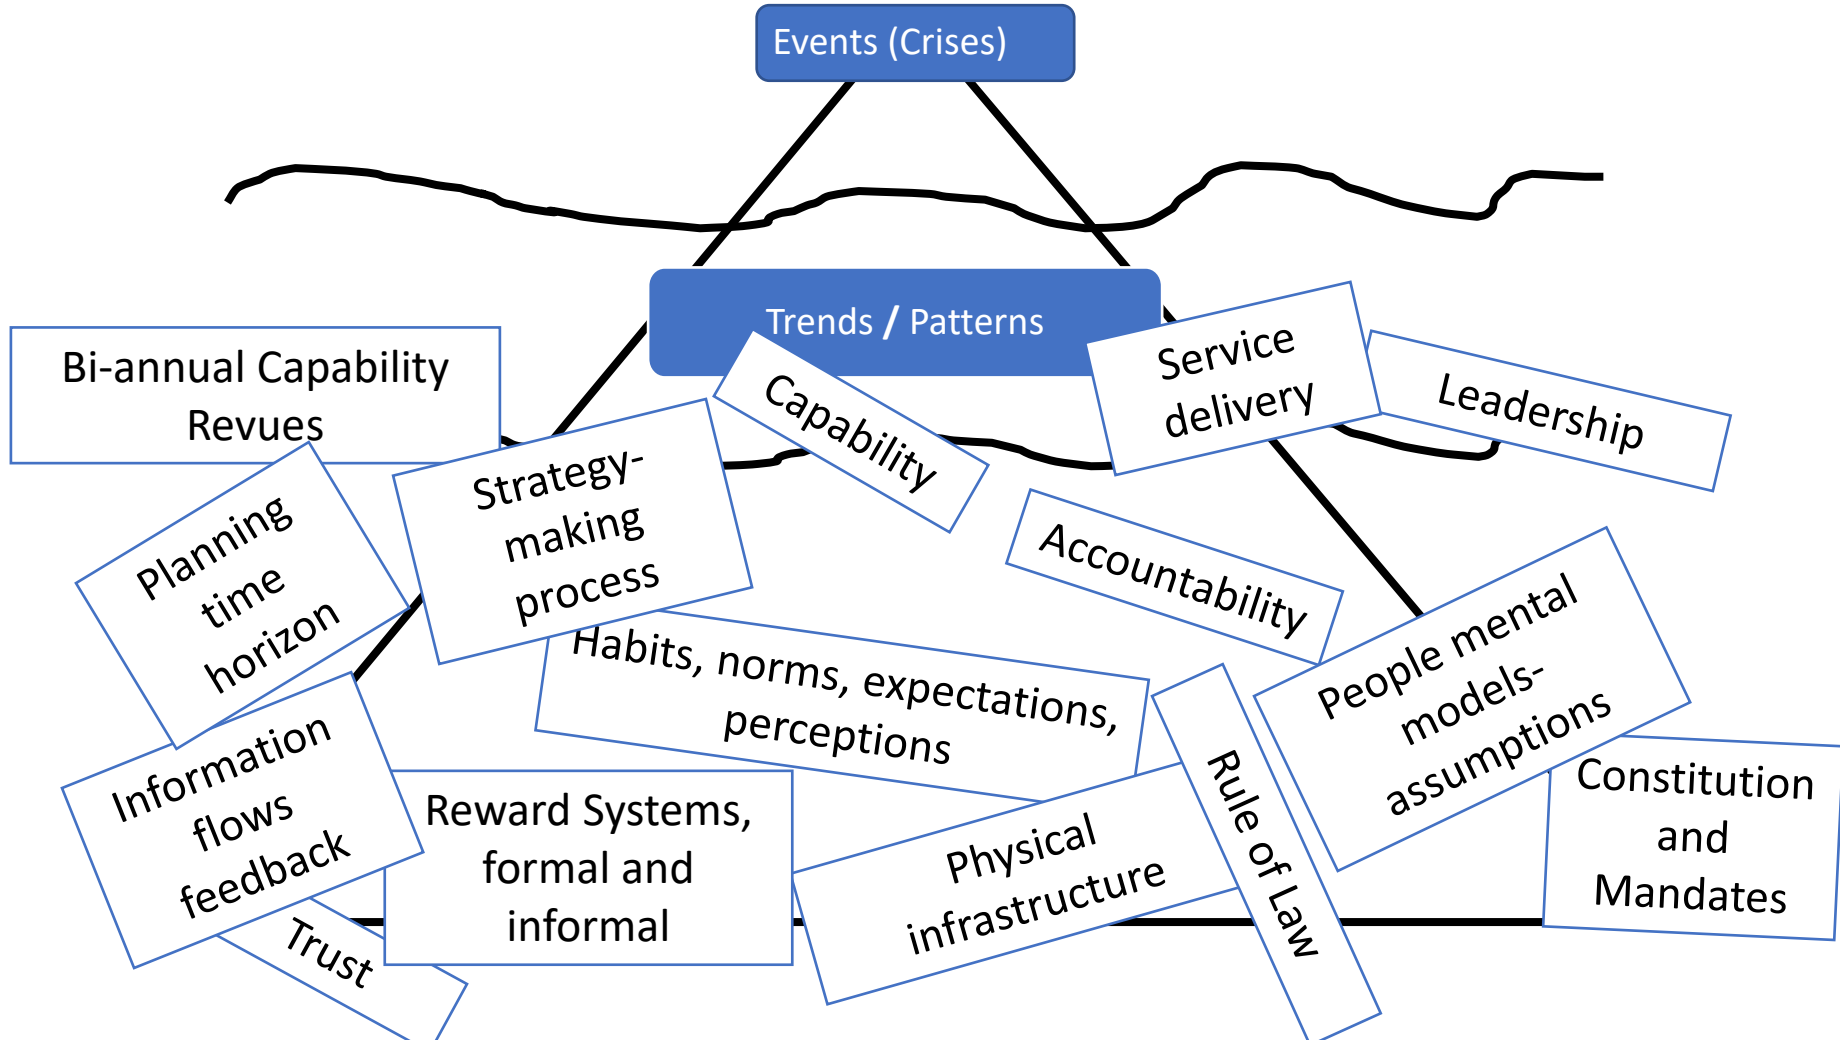 Events (Crises)
Trends / Patterns
Bi-annual Capability
Revues
Service
delivery
Leadership
Capability
Strategy-
making
process
Planning
time
horizon
Accountability
Habits, norms, expectations,
perceptions
People mental
models-
assumptions
Information
flows
feedback
Reward Systems,
formal and
informal
Physical
infrastructure
Rule of Law
Constitution
and
Mandates
Trust